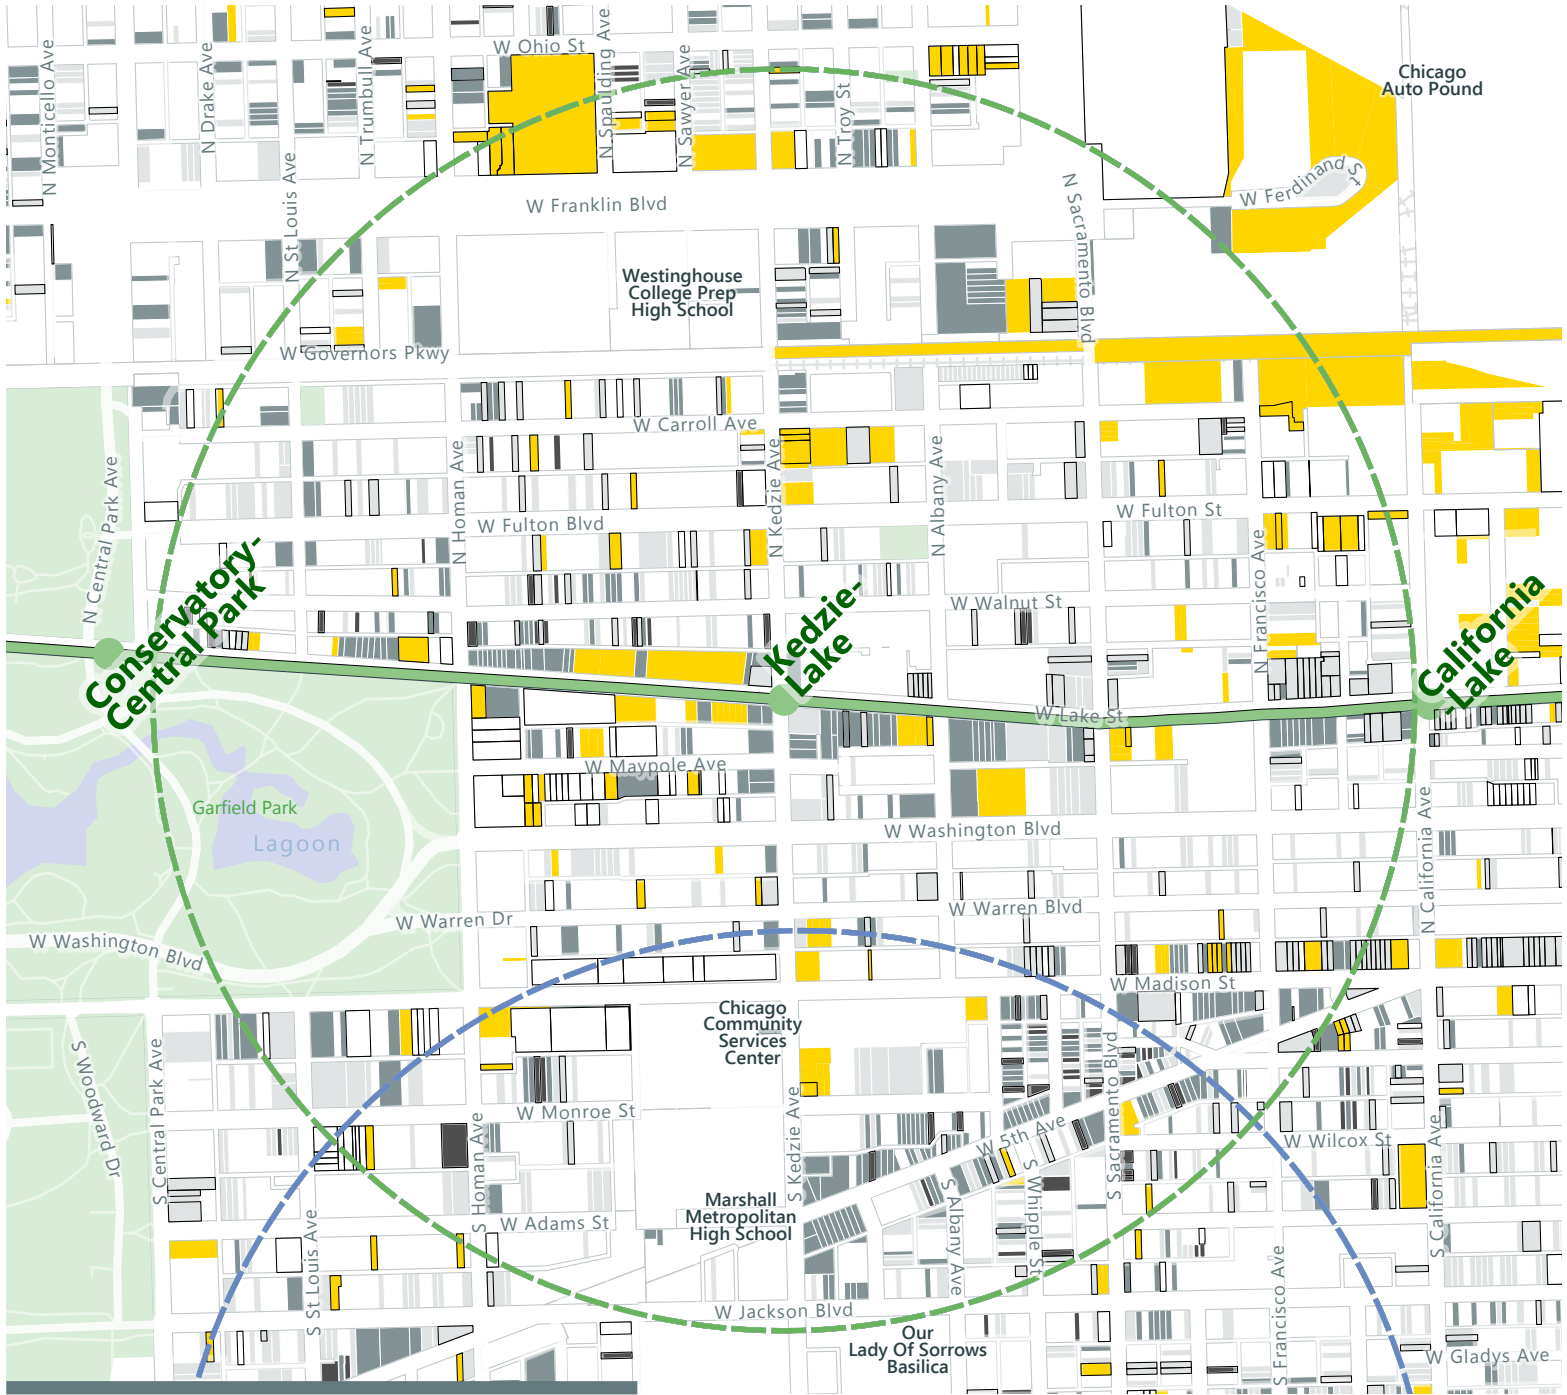 W Ohio St
N Monticello Ave
N Drake Ave
N Trumbull Ave
N Spaulding Ave
N Sawyer Ave
N Troy St
Chicago
Auto Pound
N St Louis Ave
W Ferdinand St
W Franklin Blvd
N Sacramento Blvd
Westinghouse
College Prep
High School
W Governors Pkwy
W Carroll Ave
N Central Park Ave
N Homan Ave
N Kedzie Ave
N Albany Ave
W Fulton Blvd
W Fulton St
N Francisco Ave
Conservatory-
Central Park
W Walnut St
Kedzie-
Lake
California
-Lake
W Lake St
W Maypole Ave
Garfield Park
Lagoon
W Washington Blvd
N California Ave
W Warren Dr
W Warren Blvd
W Washington Blvd
W Madison St
Chicago
Community
Services
Center
S Woodward Dr
S Central Park Ave
S Homan Ave
S Kedzie Ave
S Sacramento Blvd
W Monroe St
W 5th Ave
W Wilcox St
S California Ave
Marshall
Metropolitan
High School
W Adams St
S Albany Ave
S Whipple St
S St Louis Ave
S Francisco Ave
W Jackson Blvd
Our
Lady Of Sorrows
Basilica
W Gladys Ave